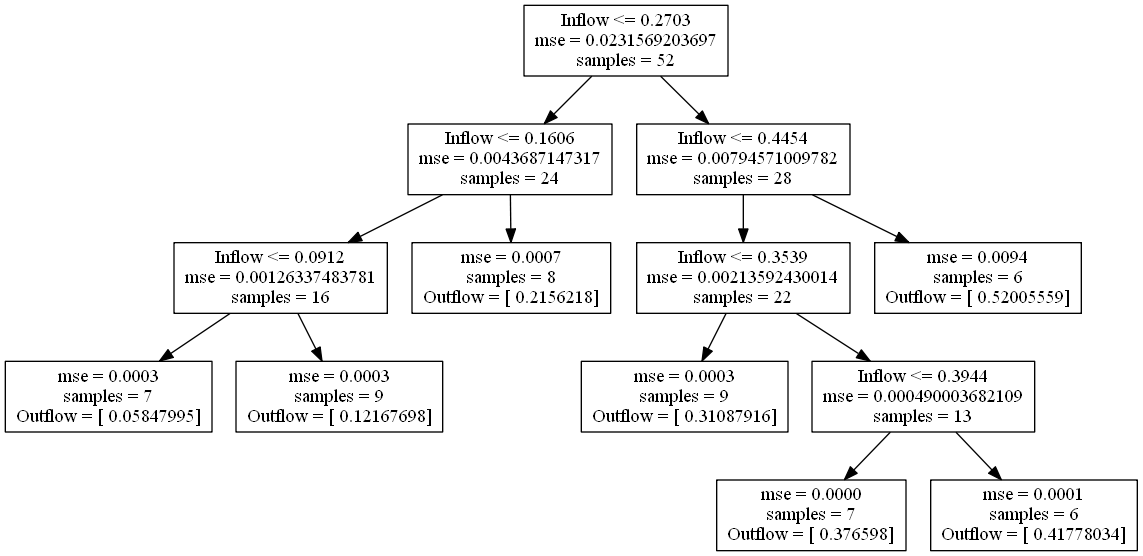 Inflow <= 0.2703
mse = 0.0231569203697
samples = 52
Inflow <= 0.1606
mse = 0.0043687147317
samples = 24
Inflow <= 0.4454
mse = 0.00794571009782
samples = 28
Inflow <= 0.0912
mse = 0.00126337483781
samples = 16
mse = 0.0007
samples = 8
Outflow = [ 0.2156218]
Inflow <= 0.3539
mse = 0.00213592430014
samples = 22
mse = 0.0094
samples = 6
Outflow = [ 0.52005559]
mse = 0.0003
samples = 7
Outflow = [ 0.05847995]
mse = 0.0003
samples = 9
Outflow = [ 0.12167698]
mse = 0.0003
samples = 9
Outflow = [ 0.31087916]
Inflow <= 0.3944
mse = 0.000490003682109
samples = 13
mse = 0.0000
samples = 7
Outflow = [ 0.376598]
mse = 0.0001
samples = 6
Outflow = [ 0.41778034]